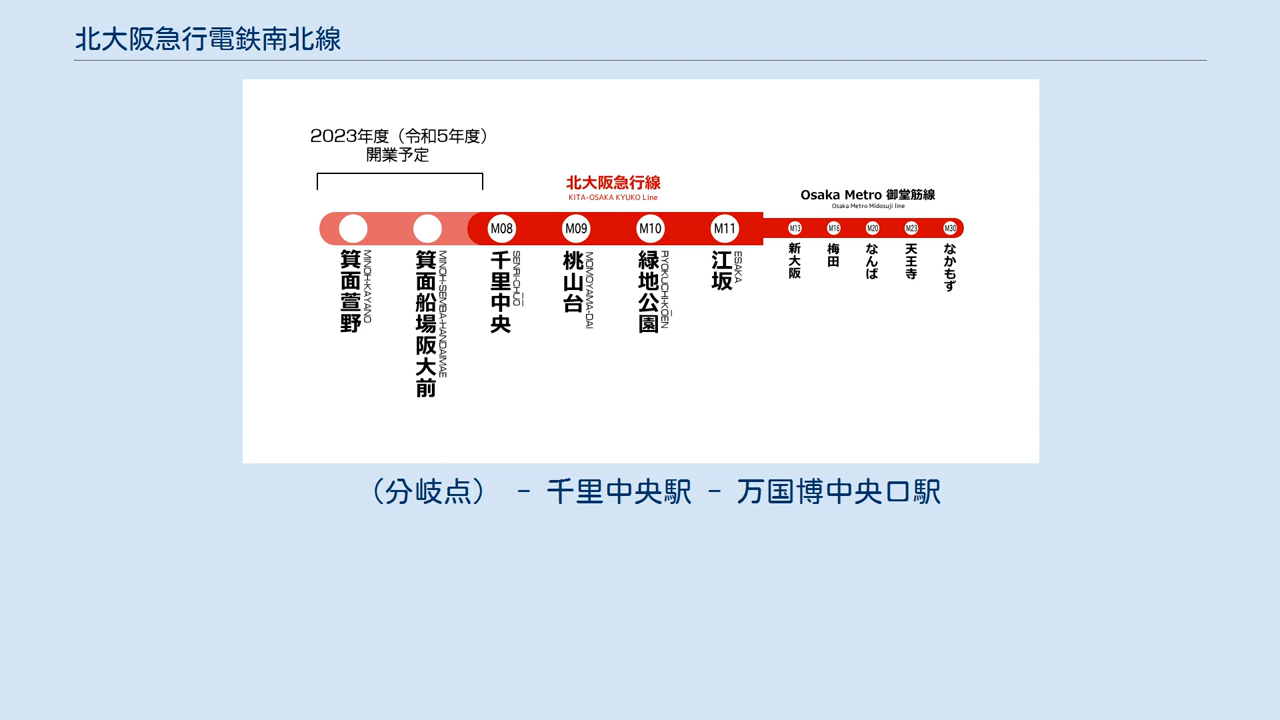 北大阪急行電鉄南北線
2023年度（令和5年度）
開業予定
北大阪急行線
KITA-OSAKA KYUKO Line
Osaka Metro 御堂筋線
Osaka Metro Midosuji line
M08
M09
M10
M11
M13
M16
M20
M23
M30
箕面萱野
MINOH-KAYANO
箕面船場阪大前
MINOH-SEMBA-HANDAIMAE
千里中央
SENRI-CHŪŌ
桃山台
MOMOYAMA-DAI
緑地公園
RYOKUCHI-KŌEN
江坂
ESAKA
新大阪
梅田
なんば
天王寺
なかもず
（分岐点） - 千里中央駅 - 万国博中央口駅